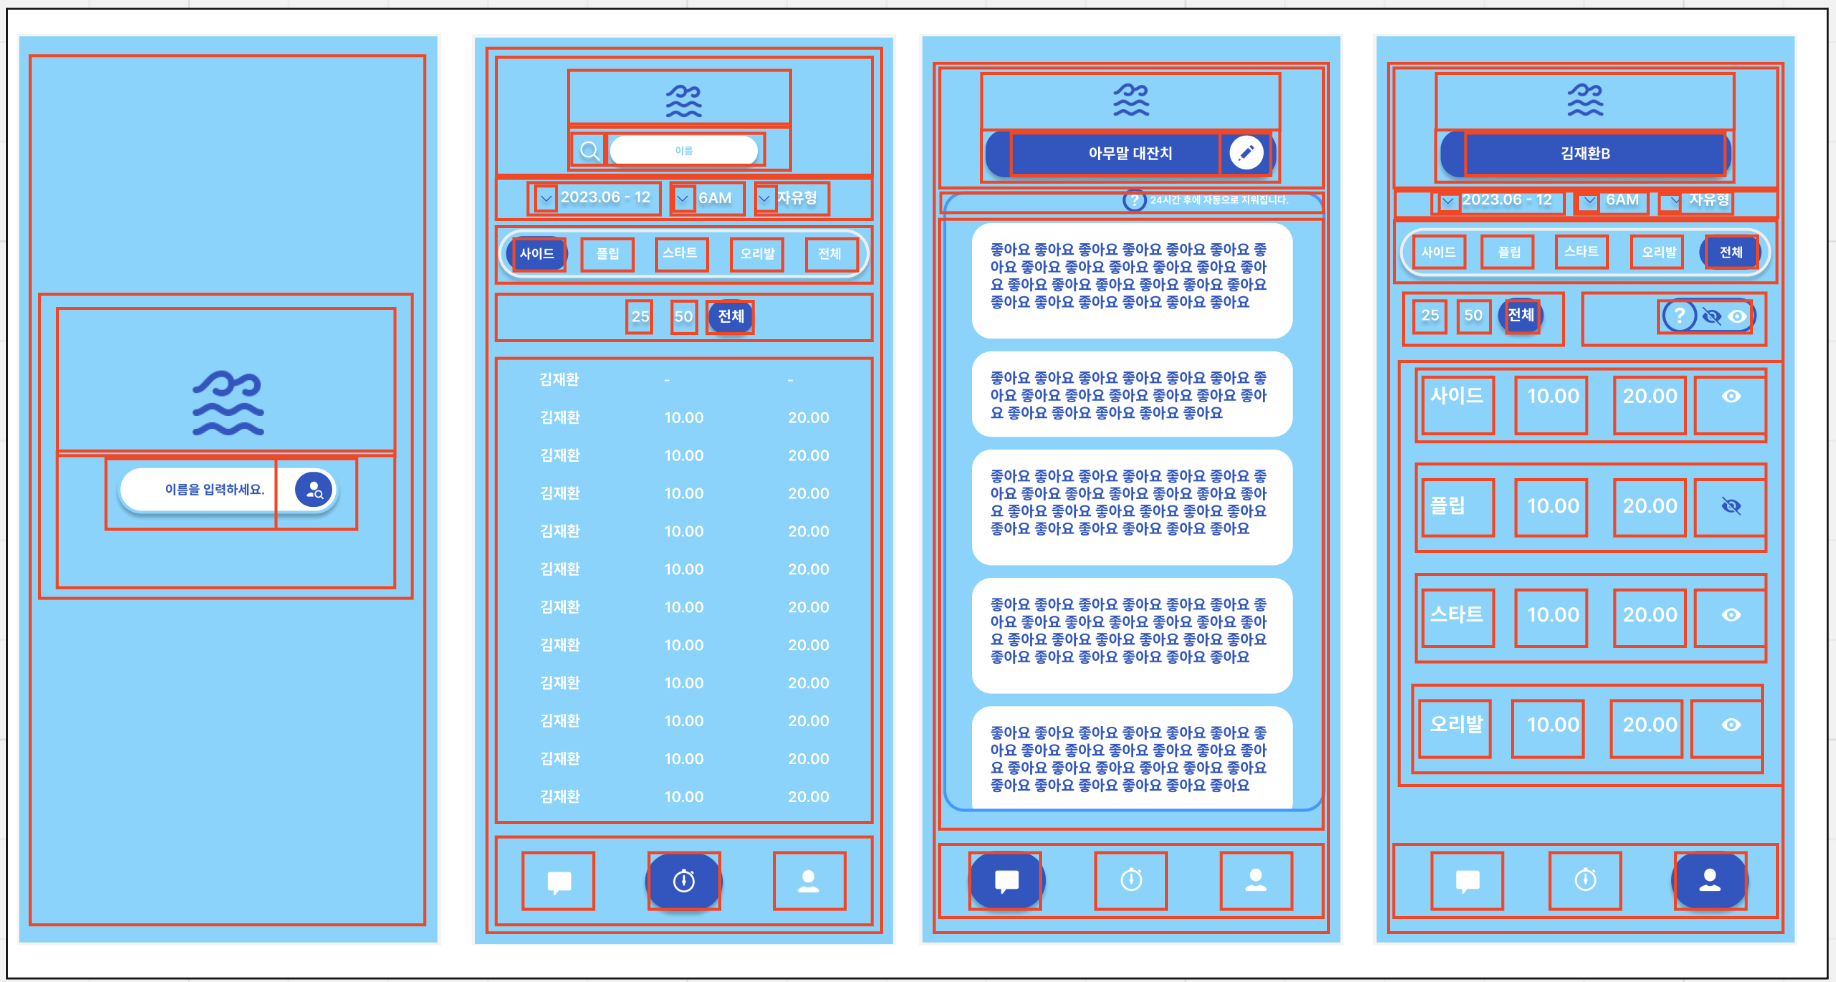 이름을 입력하세요.
이름
2023.06 - 12 6AM 자유형
사이드 플립 스타트 오리발 전체
25 50 전체
김재환 - -
김재환 10.00 20.00
김재환 10.00 20.00
김재환 10.00 20.00
김재환 10.00 20.00
김재환 10.00 20.00
김재환 10.00 20.00
김재환 10.00 20.00
김재환 10.00 20.00
김재환 10.00 20.00
김재환 10.00 20.00
김재환 10.00 20.00
아무말 대잔치
? 24시간 후에 자동으로 지워집니다.
좋아요 좋아요 좋아요 좋아요 좋아요 좋아요 좋
아요 좋아요 좋아요 좋아요 좋아요 좋아요 좋아
요 좋아요 좋아요 좋아요 좋아요 좋아요 좋아요
좋아요 좋아요 좋아요 좋아요 좋아요 좋아요
좋아요 좋아요 좋아요 좋아요 좋아요 좋아요 좋
아요 좋아요 좋아요 좋아요 좋아요 좋아요 좋아
요 좋아요 좋아요 좋아요 좋아요 좋아요
좋아요 좋아요 좋아요 좋아요 좋아요 좋아요 좋
아요 좋아요 좋아요 좋아요 좋아요 좋아요 좋아
요 좋아요 좋아요 좋아요 좋아요 좋아요 좋아요
좋아요 좋아요 좋아요 좋아요 좋아요 좋아요
좋아요 좋아요 좋아요 좋아요 좋아요 좋아요 좋
아요 좋아요 좋아요 좋아요 좋아요 좋아요 좋아
요 좋아요 좋아요 좋아요 좋아요 좋아요 좋아요
좋아요 좋아요 좋아요 좋아요 좋아요 좋아요
좋아요 좋아요 좋아요 좋아요 좋아요 좋아요 좋
아요 좋아요 좋아요 좋아요 좋아요 좋아요 좋아
요 좋아요 좋아요 좋아요 좋아요 좋아요 좋아요
좋아요 좋아요 좋아요 좋아요 좋아요 좋아요
김재환B
2023.06 - 12 6AM 자유형
사이드 플립 스타트 오리발 전체
25 50 전체 ?
사이드 10.00 20.00
플립 10.00 20.00
스타트 10.00 20.00
오리발 10.00 20.00